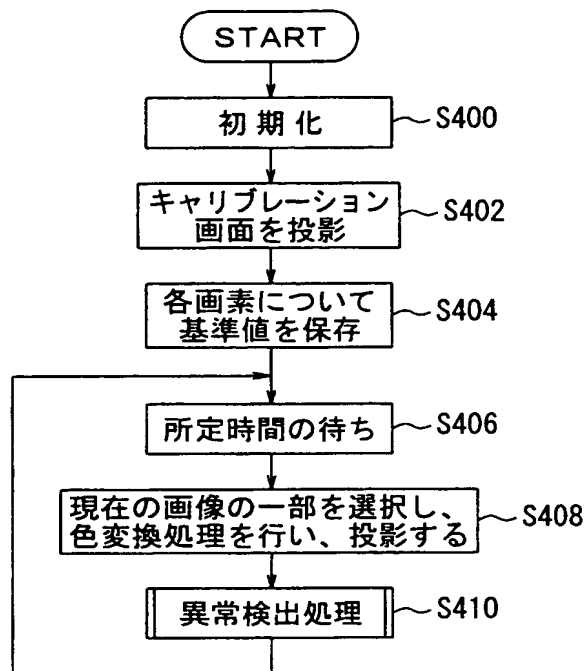 START
初期化
S400
キャリブレーション
画面を投影
S402
各画素について
基準値を保存
S404
所定時間の待ち
S406
現在の画像の一部を選択し、
色変換処理を行い、投影する
S408
異常検出処理
S410